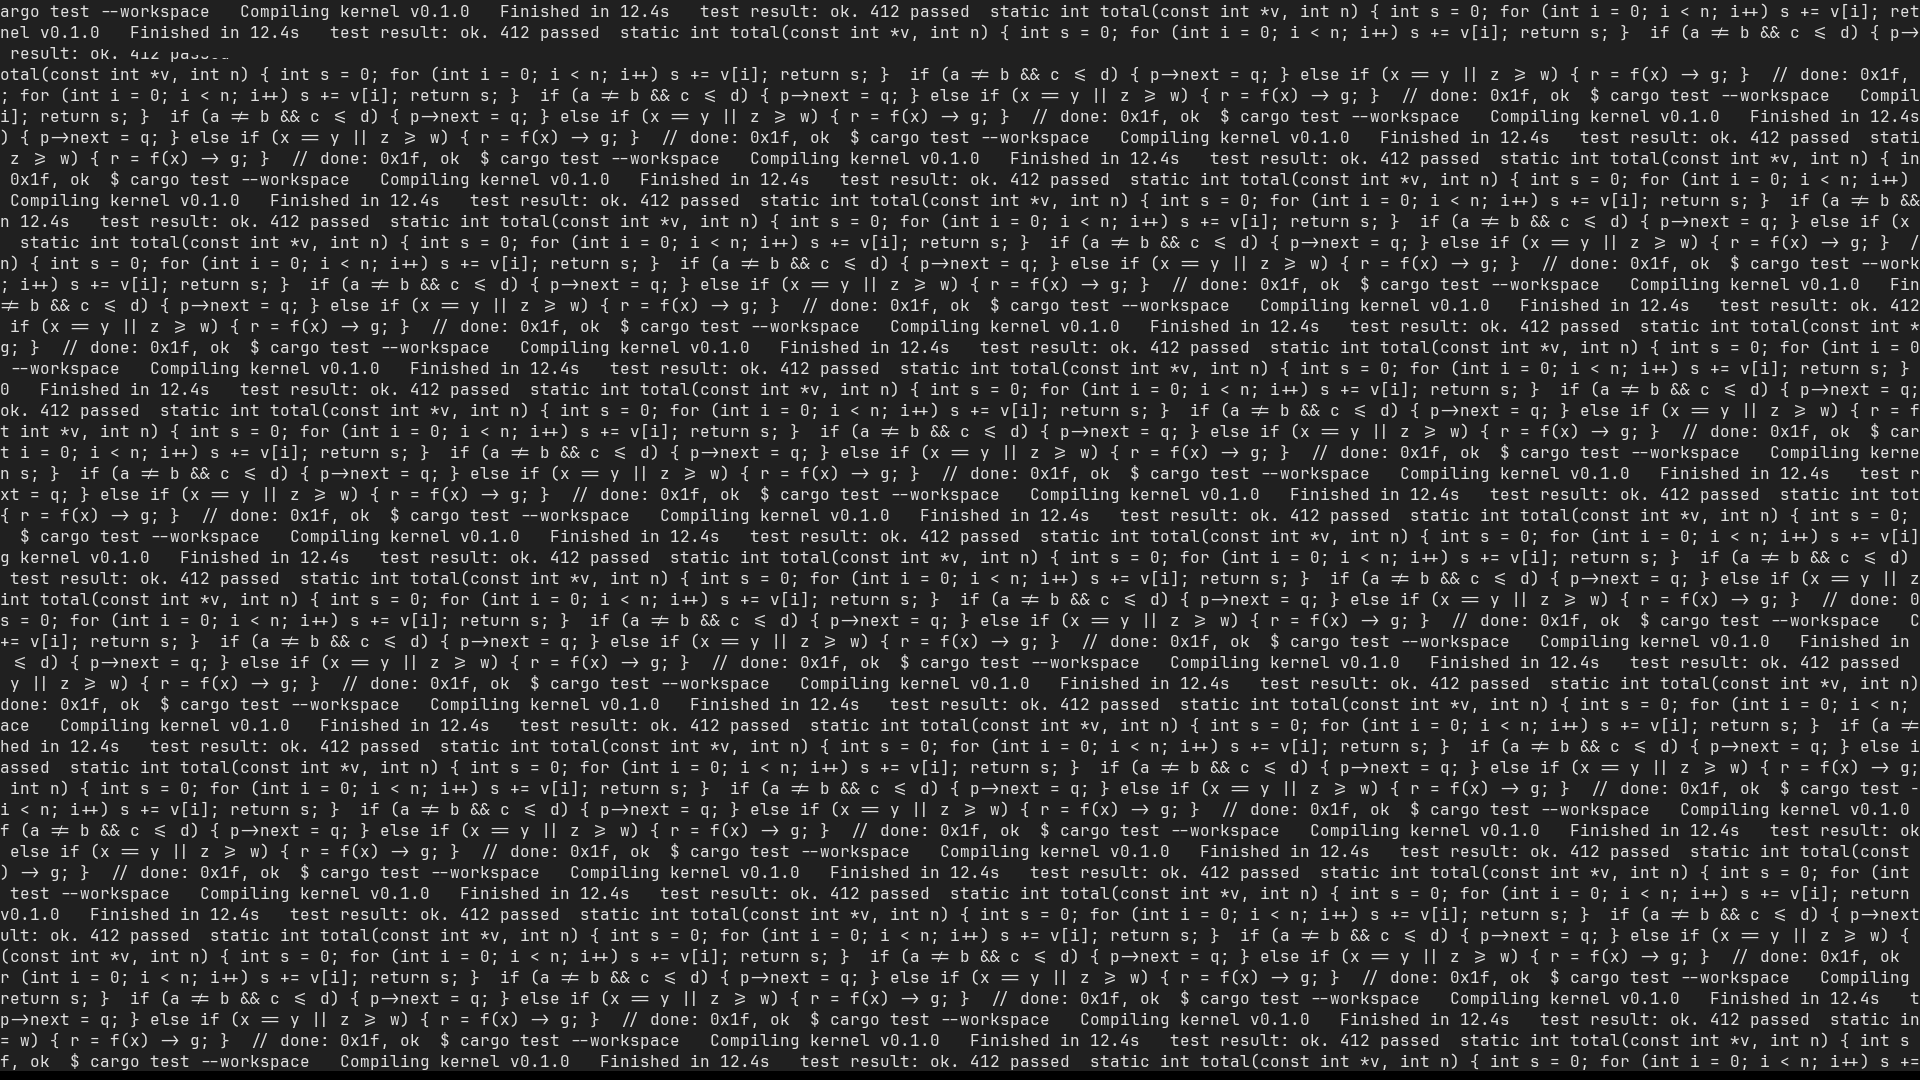 argo test --workspace   Compiling kernel v0.1.0   Finished in 12.4s   test result: ok. 412 passed  static int total(const int *v, int n) { int s = 0; for (int i = 0; i < n; i++) s += v[i]; ret
nel v0.1.0   Finished in 12.4s   test result: ok. 412 passed  static int total(const int *v, int n) { int s = 0; for (int i = 0; i < n; i++) s += v[i]; return s; }  if (a != b && c <= d) { p->
 result: ok. 412 passed
otal(const int *v, int n) { int s = 0; for (int i = 0; i < n; i++) s += v[i]; return s; }  if (a != b && c <= d) { p->next = q; } else if (x == y || z >= w) { r = f(x) -> g; }  // done: 0x1f,
; for (int i = 0; i < n; i++) s += v[i]; return s; }  if (a != b && c <= d) { p->next = q; } else if (x == y || z >= w) { r = f(x) -> g; }  // done: 0x1f, ok  $ cargo test --workspace   Compil
i]; return s; }  if (a != b && c <= d) { p->next = q; } else if (x == y || z >= w) { r = f(x) -> g; }  // done: 0x1f, ok  $ cargo test --workspace   Compiling kernel v0.1.0   Finished in 12.4s
) { p->next = q; } else if (x == y || z >= w) { r = f(x) -> g; }  // done: 0x1f, ok  $ cargo test --workspace   Compiling kernel v0.1.0   Finished in 12.4s   test result: ok. 412 passed  stati
 z >= w) { r = f(x) -> g; }  // done: 0x1f, ok  $ cargo test --workspace   Compiling kernel v0.1.0   Finished in 12.4s   test result: ok. 412 passed  static int total(const int *v, int n) { in
 0x1f, ok  $ cargo test --workspace   Compiling kernel v0.1.0   Finished in 12.4s   test result: ok. 412 passed  static int total(const int *v, int n) { int s = 0; for (int i = 0; i < n; i++)
 Compiling kernel v0.1.0   Finished in 12.4s   test result: ok. 412 passed  static int total(const int *v, int n) { int s = 0; for (int i = 0; i < n; i++) s += v[i]; return s; }  if (a != b &&
n 12.4s   test result: ok. 412 passed  static int total(const int *v, int n) { int s = 0; for (int i = 0; i < n; i++) s += v[i]; return s; }  if (a != b && c <= d) { p->next = q; } else if (x
  static int total(const int *v, int n) { int s = 0; for (int i = 0; i < n; i++) s += v[i]; return s; }  if (a != b && c <= d) { p->next = q; } else if (x == y || z >= w) { r = f(x) -> g; }  /
n) { int s = 0; for (int i = 0; i < n; i++) s += v[i]; return s; }  if (a != b && c <= d) { p->next = q; } else if (x == y || z >= w) { r = f(x) -> g; }  // done: 0x1f, ok  $ cargo test --work
; i++) s += v[i]; return s; }  if (a != b && c <= d) { p->next = q; } else if (x == y || z >= w) { r = f(x) -> g; }  // done: 0x1f, ok  $ cargo test --workspace   Compiling kernel v0.1.0   Fin
!= b && c <= d) { p->next = q; } else if (x == y || z >= w) { r = f(x) -> g; }  // done: 0x1f, ok  $ cargo test --workspace   Compiling kernel v0.1.0   Finished in 12.4s   test result: ok. 412
 if (x == y || z >= w) { r = f(x) -> g; }  // done: 0x1f, ok  $ cargo test --workspace   Compiling kernel v0.1.0   Finished in 12.4s   test result: ok. 412 passed  static int total(const int *
g; }  // done: 0x1f, ok  $ cargo test --workspace   Compiling kernel v0.1.0   Finished in 12.4s   test result: ok. 412 passed  static int total(const int *v, int n) { int s = 0; for (int i = 0
 --workspace   Compiling kernel v0.1.0   Finished in 12.4s   test result: ok. 412 passed  static int total(const int *v, int n) { int s = 0; for (int i = 0; i < n; i++) s += v[i]; return s; }
0   Finished in 12.4s   test result: ok. 412 passed  static int total(const int *v, int n) { int s = 0; for (int i = 0; i < n; i++) s += v[i]; return s; }  if (a != b && c <= d) { p->next = q;
ok. 412 passed  static int total(const int *v, int n) { int s = 0; for (int i = 0; i < n; i++) s += v[i]; return s; }  if (a != b && c <= d) { p->next = q; } else if (x == y || z >= w) { r = f
t int *v, int n) { int s = 0; for (int i = 0; i < n; i++) s += v[i]; return s; }  if (a != b && c <= d) { p->next = q; } else if (x == y || z >= w) { r = f(x) -> g; }  // done: 0x1f, ok  $ car
t i = 0; i < n; i++) s += v[i]; return s; }  if (a != b && c <= d) { p->next = q; } else if (x == y || z >= w) { r = f(x) -> g; }  // done: 0x1f, ok  $ cargo test --workspace   Compiling kerne
n s; }  if (a != b && c <= d) { p->next = q; } else if (x == y || z >= w) { r = f(x) -> g; }  // done: 0x1f, ok  $ cargo test --workspace   Compiling kernel v0.1.0   Finished in 12.4s   test r
xt = q; } else if (x == y || z >= w) { r = f(x) -> g; }  // done: 0x1f, ok  $ cargo test --workspace   Compiling kernel v0.1.0   Finished in 12.4s   test result: ok. 412 passed  static int tot
{ r = f(x) -> g; }  // done: 0x1f, ok  $ cargo test --workspace   Compiling kernel v0.1.0   Finished in 12.4s   test result: ok. 412 passed  static int total(const int *v, int n) { int s = 0;
  $ cargo test --workspace   Compiling kernel v0.1.0   Finished in 12.4s   test result: ok. 412 passed  static int total(const int *v, int n) { int s = 0; for (int i = 0; i < n; i++) s += v[i]
g kernel v0.1.0   Finished in 12.4s   test result: ok. 412 passed  static int total(const int *v, int n) { int s = 0; for (int i = 0; i < n; i++) s += v[i]; return s; }  if (a != b && c <= d)
 test result: ok. 412 passed  static int total(const int *v, int n) { int s = 0; for (int i = 0; i < n; i++) s += v[i]; return s; }  if (a != b && c <= d) { p->next = q; } else if (x == y || z
int total(const int *v, int n) { int s = 0; for (int i = 0; i < n; i++) s += v[i]; return s; }  if (a != b && c <= d) { p->next = q; } else if (x == y || z >= w) { r = f(x) -> g; }  // done: 0
s = 0; for (int i = 0; i < n; i++) s += v[i]; return s; }  if (a != b && c <= d) { p->next = q; } else if (x == y || z >= w) { r = f(x) -> g; }  // done: 0x1f, ok  $ cargo test --workspace   C
+= v[i]; return s; }  if (a != b && c <= d) { p->next = q; } else if (x == y || z >= w) { r = f(x) -> g; }  // done: 0x1f, ok  $ cargo test --workspace   Compiling kernel v0.1.0   Finished in
 <= d) { p->next = q; } else if (x == y || z >= w) { r = f(x) -> g; }  // done: 0x1f, ok  $ cargo test --workspace   Compiling kernel v0.1.0   Finished in 12.4s   test result: ok. 412 passed
 y || z >= w) { r = f(x) -> g; }  // done: 0x1f, ok  $ cargo test --workspace   Compiling kernel v0.1.0   Finished in 12.4s   test result: ok. 412 passed  static int total(const int *v, int n)
done: 0x1f, ok  $ cargo test --workspace   Compiling kernel v0.1.0   Finished in 12.4s   test result: ok. 412 passed  static int total(const int *v, int n) { int s = 0; for (int i = 0; i < n;
ace   Compiling kernel v0.1.0   Finished in 12.4s   test result: ok. 412 passed  static int total(const int *v, int n) { int s = 0; for (int i = 0; i < n; i++) s += v[i]; return s; }  if (a !=
hed in 12.4s   test result: ok. 412 passed  static int total(const int *v, int n) { int s = 0; for (int i = 0; i < n; i++) s += v[i]; return s; }  if (a != b && c <= d) { p->next = q; } else i
assed  static int total(const int *v, int n) { int s = 0; for (int i = 0; i < n; i++) s += v[i]; return s; }  if (a != b && c <= d) { p->next = q; } else if (x == y || z >= w) { r = f(x) -> g;
 int n) { int s = 0; for (int i = 0; i < n; i++) s += v[i]; return s; }  if (a != b && c <= d) { p->next = q; } else if (x == y || z >= w) { r = f(x) -> g; }  // done: 0x1f, ok  $ cargo test -
i < n; i++) s += v[i]; return s; }  if (a != b && c <= d) { p->next = q; } else if (x == y || z >= w) { r = f(x) -> g; }  // done: 0x1f, ok  $ cargo test --workspace   Compiling kernel v0.1.0
f (a != b && c <= d) { p->next = q; } else if (x == y || z >= w) { r = f(x) -> g; }  // done: 0x1f, ok  $ cargo test --workspace   Compiling kernel v0.1.0   Finished in 12.4s   test result: ok
 else if (x == y || z >= w) { r = f(x) -> g; }  // done: 0x1f, ok  $ cargo test --workspace   Compiling kernel v0.1.0   Finished in 12.4s   test result: ok. 412 passed  static int total(const
) -> g; }  // done: 0x1f, ok  $ cargo test --workspace   Compiling kernel v0.1.0   Finished in 12.4s   test result: ok. 412 passed  static int total(const int *v, int n) { int s = 0; for (int
 test --workspace   Compiling kernel v0.1.0   Finished in 12.4s   test result: ok. 412 passed  static int total(const int *v, int n) { int s = 0; for (int i = 0; i < n; i++) s += v[i]; return
v0.1.0   Finished in 12.4s   test result: ok. 412 passed  static int total(const int *v, int n) { int s = 0; for (int i = 0; i < n; i++) s += v[i]; return s; }  if (a != b && c <= d) { p->next
ult: ok. 412 passed  static int total(const int *v, int n) { int s = 0; for (int i = 0; i < n; i++) s += v[i]; return s; }  if (a != b && c <= d) { p->next = q; } else if (x == y || z >= w) {
(const int *v, int n) { int s = 0; for (int i = 0; i < n; i++) s += v[i]; return s; }  if (a != b && c <= d) { p->next = q; } else if (x == y || z >= w) { r = f(x) -> g; }  // done: 0x1f, ok
r (int i = 0; i < n; i++) s += v[i]; return s; }  if (a != b && c <= d) { p->next = q; } else if (x == y || z >= w) { r = f(x) -> g; }  // done: 0x1f, ok  $ cargo test --workspace   Compiling
return s; }  if (a != b && c <= d) { p->next = q; } else if (x == y || z >= w) { r = f(x) -> g; }  // done: 0x1f, ok  $ cargo test --workspace   Compiling kernel v0.1.0   Finished in 12.4s   t
p->next = q; } else if (x == y || z >= w) { r = f(x) -> g; }  // done: 0x1f, ok  $ cargo test --workspace   Compiling kernel v0.1.0   Finished in 12.4s   test result: ok. 412 passed  static in
= w) { r = f(x) -> g; }  // done: 0x1f, ok  $ cargo test --workspace   Compiling kernel v0.1.0   Finished in 12.4s   test result: ok. 412 passed  static int total(const int *v, int n) { int s
f, ok  $ cargo test --workspace   Compiling kernel v0.1.0   Finished in 12.4s   test result: ok. 412 passed  static int total(const int *v, int n) { int s = 0; for (int i = 0; i < n; i++) s +=